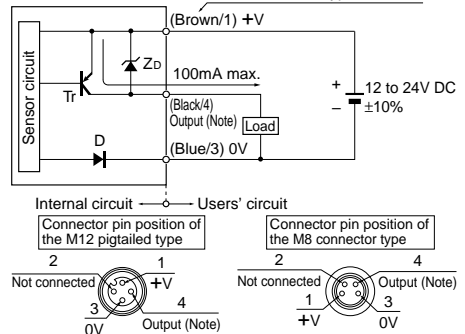 (Brown/1) +V
Sensor circuit
Tr
ZD
100mA max.
(Black/4)
Output (Note)
Load
+
–
12 to 24V DC
±10%
D
(Blue/3) 0V
Internal circuit
Users' circuit
Connector pin position of
the M12 pigtailed type
2
Not connected
1
+V
3
0V
4
Output (Note)
Connector pin position of
the M8 connector type
2
Not connected
4
Output (Note)
1
+V
3
0V